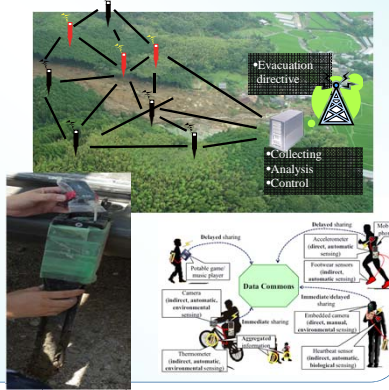 •Evacuation
directive
•Collecting
•Analysis
•Control
Delayed sharing
Potable game/
music player
Camera
(indirect, automatic,
environmental sensing)
Thermometer
(indirect, automatic,
environmental sensing)
Data Commons
Immediate sharing
Aggregated
information
Delayed sharing
Accelerometer
(direct, automatic
sensing)
Footwear sensors
(indirect,
automatic sensing)
Immediate/delayed
sharing
Embedded camera
(direct, manual,
environmental sensing)
Heartbeat sensor
(indirect, automatic,
biological sensing)